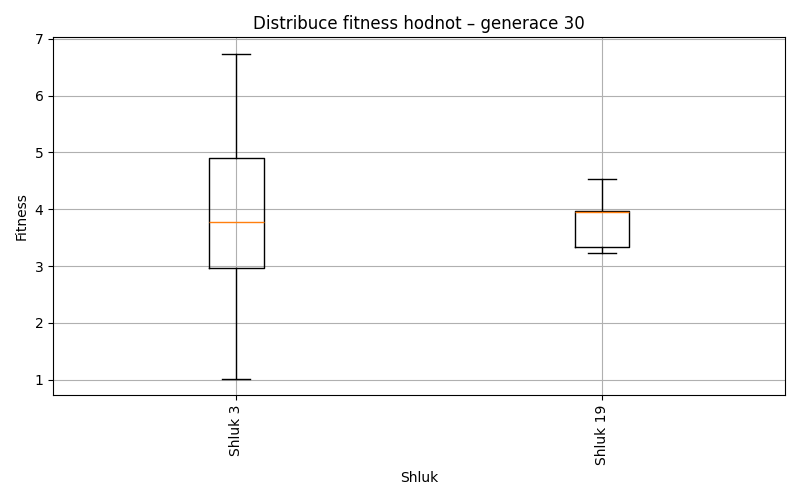 Distribuce fitness hodnot – generace 30
7
6
5
4
3
2
1
Fitness
Shluk 3
Shluk 19
Shluk